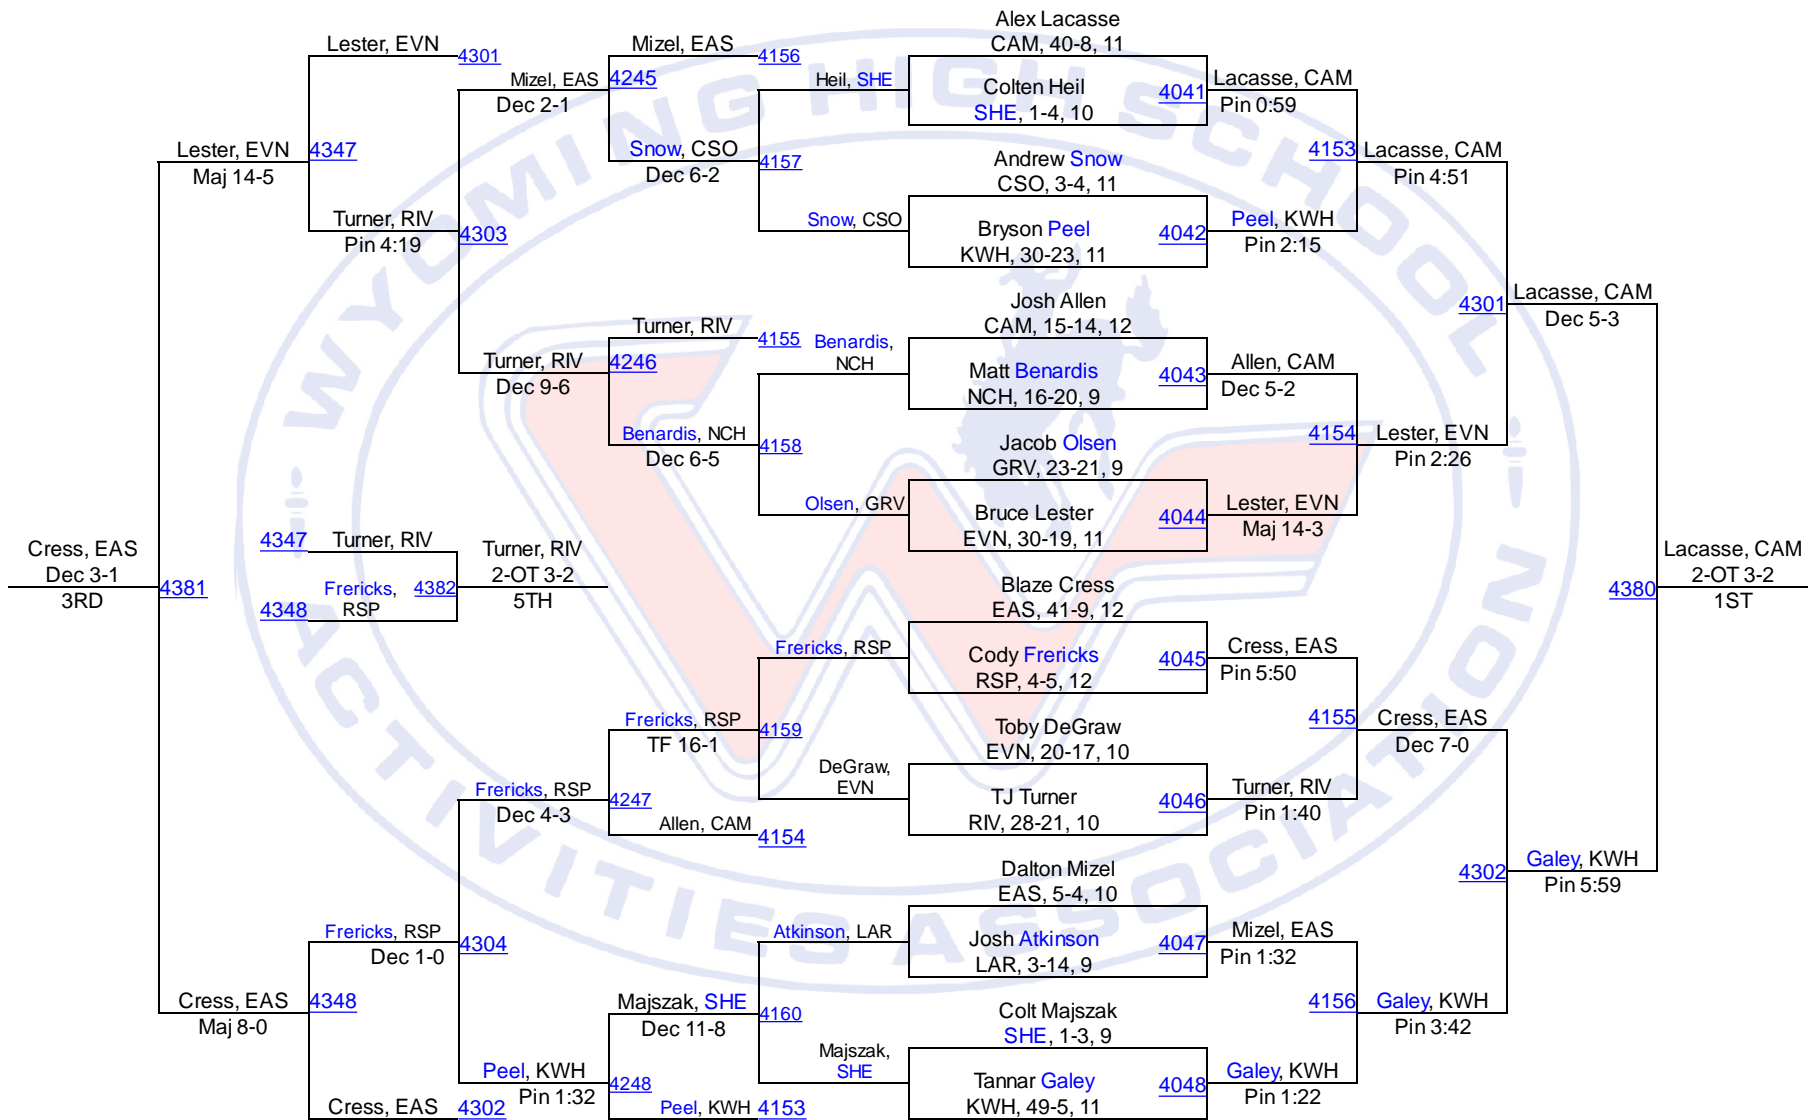 Alex Lacasse
CAM, 40-8, 11
Lester, EVN
4301
Mizel, EAS
4156
Mizel, EAS
4245
Dec 2-1
Heil, SHE
Colten Heil
SHE, 1-4, 10
4041
Lacasse, CAM
Pin 0:59
Lester, EVN
4347
Maj 14-5
Snow, CSO
4157
Dec 6-2
Andrew Snow
CSO, 3-4, 11
4153
Lacasse, CAM
Pin 4:51
Turner, RIV
4303
Pin 4:19
Snow, CSO
Bryson Peel
KWH, 30-23, 11
4042
Peel, KWH
Pin 2:15
Josh Allen
CAM, 15-14, 12
4301
Lacasse, CAM
Dec 5-3
Turner, RIV
4155
Turner, RIV
4246
Dec 9-6
Benardis,
NCH
Matt Benardis
NCH, 16-20, 9
4043
Allen, CAM
Dec 5-2
Benardis, NCH
4158
Dec 6-5
Jacob Olsen
GRV, 23-21, 9
4154
Lester, EVN
Pin 2:26
Olsen, GRV
Bruce Lester
EVN, 30-19, 11
4044
Lester, EVN
Maj 14-3
Cress, EAS
Dec 3-1
3RD
4381
4347
Turner, RIV
Frericks,
RSP
4348
4382
Turner, RIV
2-OT 3-2
5TH
Blaze Cress
EAS, 41-9, 12
4380
Lacasse, CAM
2-OT 3-2
1ST
Frericks, RSP
Cody Frericks
RSP, 4-5, 12
4045
Cress, EAS
Pin 5:50
Frericks, RSP
4159
TF 16-1
Toby DeGraw
EVN, 20-17, 10
4155
Cress, EAS
Dec 7-0
Frericks, RSP
4247
Dec 4-3
DeGraw,
EVN
TJ Turner
RIV, 28-21, 10
4046
Turner, RIV
Pin 1:40
Allen, CAM
4154
Dalton Mizel
EAS, 5-4, 10
4302
Galey, KWH
Pin 5:59
Frericks, RSP
4304
Dec 1-0
Atkinson, LAR
Josh Atkinson
LAR, 3-14, 9
4047
Mizel, EAS
Pin 1:32
Cress, EAS
4348
Maj 8-0
Majszak, SHE
4160
Dec 11-8
Colt Majszak
SHE, 1-3, 9
4156
Galey, KWH
Pin 3:42
Peel, KWH
4248
Pin 1:32
Majszak,
SHE
Tannar Galey
KWH, 49-5, 11
4048
Galey, KWH
Pin 1:22
Cress, EAS
4302
Peel, KWH
4153
WYOMING HIGH SCHOOL
ACTIVITIES ASSOCIATION